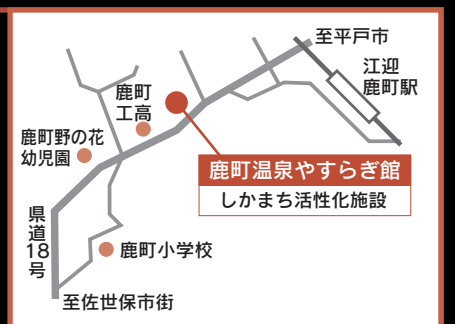 至平戸市
江迎
鹿町駅
鹿町
工高
鹿町野の花
幼児園
鹿町温泉やすらぎ館
しかまち活性化施設
県道18号
鹿町小学校
至佐世保市街